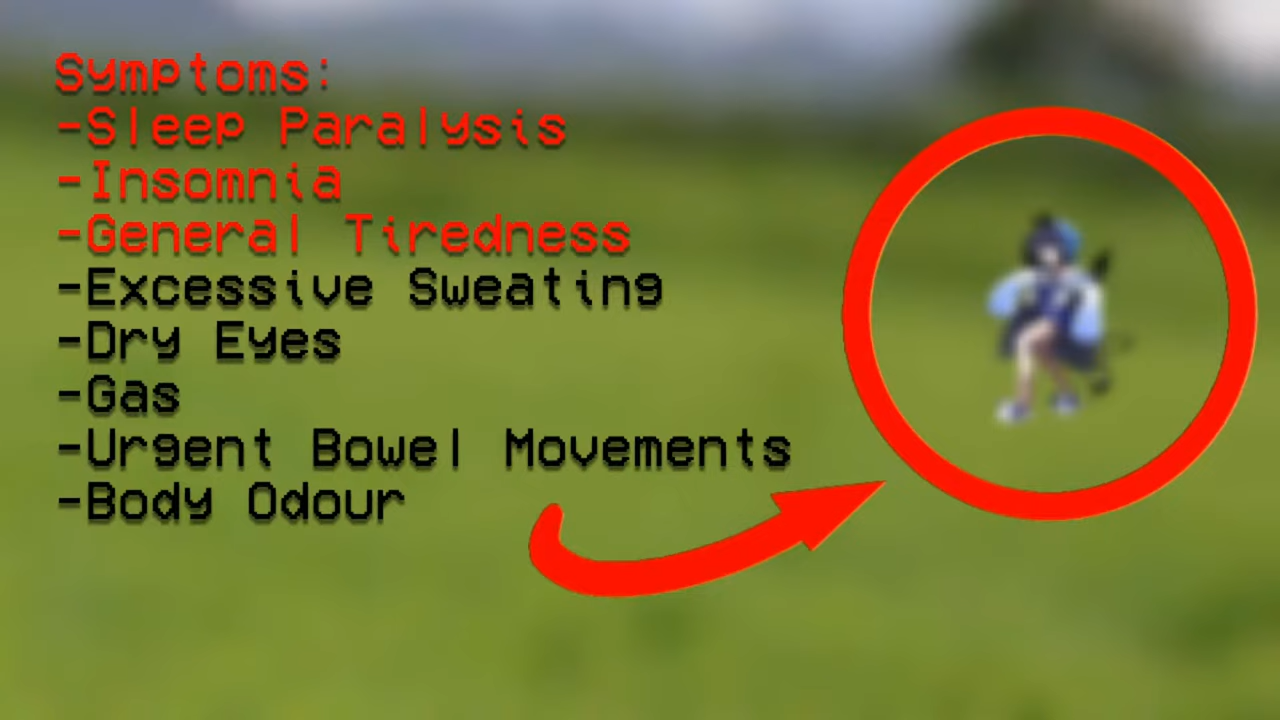 Symptoms:
-Sleep Paralysis
-Insomnia
-General Tiredness
-Excessive Sweating
-Dry Eyes
-Gas
-Urgent Bowel Movements
-Body Odour